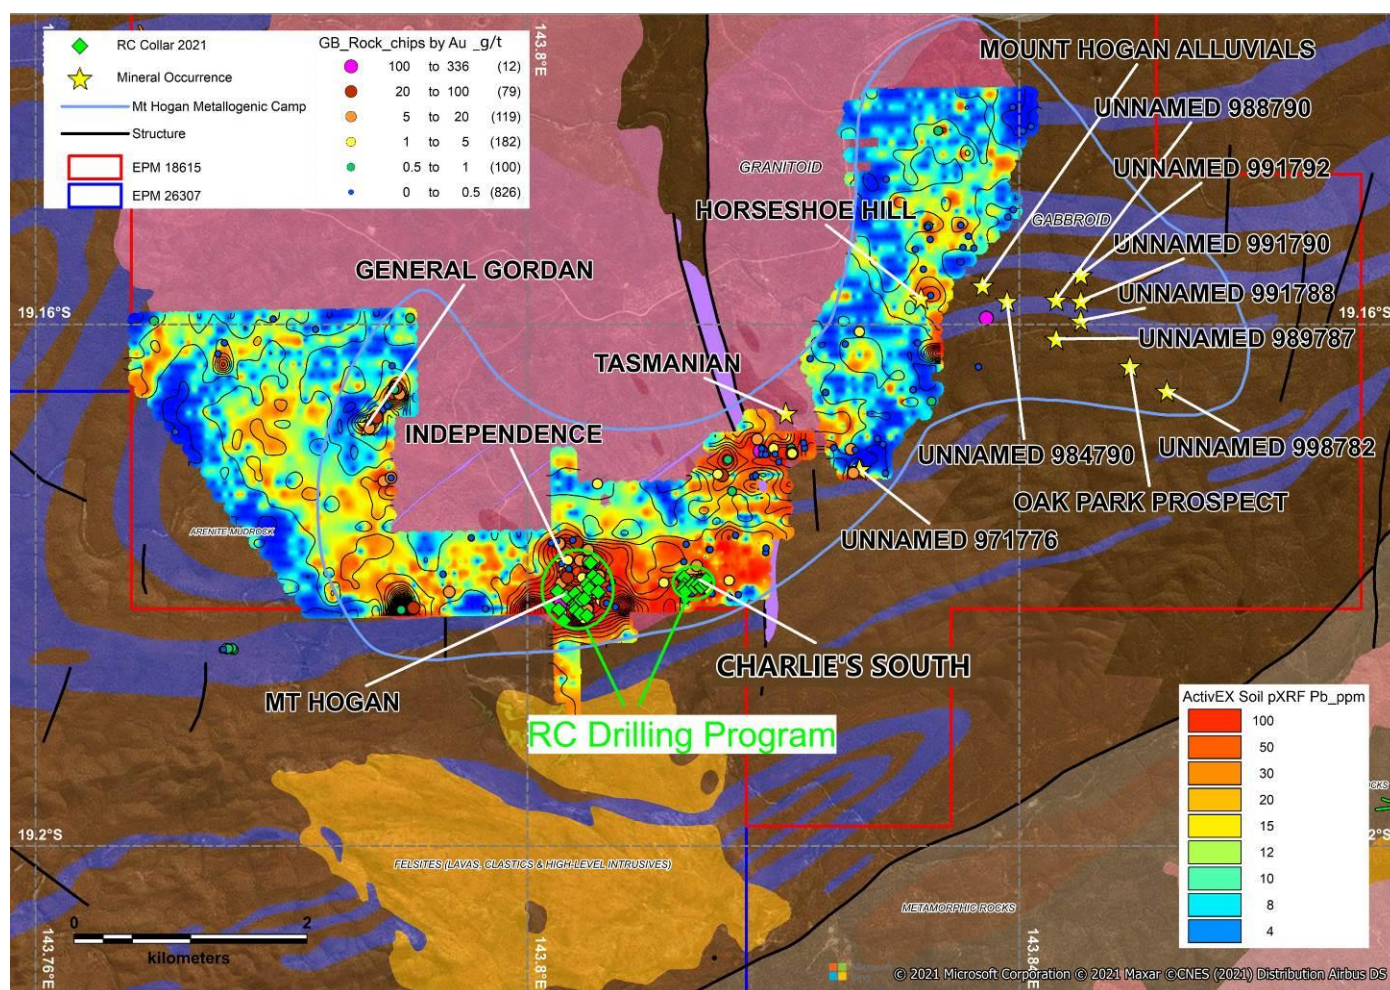 RC Collar 2021
Mineral Occurrence
Mt Hogan Metallogenic Camp
Structure
EPM 18615
EPM 26307
GB_Rock_chips by Au _g/t
100 to 336 (12)
20 to 100 (79)
5 to 20 (119)
1 to 5 (182)
0.5 to 1 (100)
0 to 0.5 (826)
143.8°E
MOUNT HOGAN ALLUVIALS
UNNAMED 988790
UNNAMED 991792
GRANITOID
HORSESHOE HILL
GABBROID
UNNAMED 991790
GENERAL GORDAN
UNNAMED 991788
19.16°S
19.16°S
UNNAMED 989787
TASMANIAN
INDEPENDENCE
UNNAMED 984790
UNNAMED 998782
OAK PARK PROSPECT
ARENITE MUDROCK
UNNAMED 971776
CHARLIE'S SOUTH
MT HOGAN
RC Drilling Program
ActivEX Soil pXRF Pb_ppm
100
50
30
20
15
12
10
8
4
19.2°S
2°S
FELSITES (LAVAS, CLASTICS & HIGH-LEVEL INTRUSIVES)
METAMORPHIC ROCKS
0 2
kilometers
143.76°E
143.8°E
143.84°E
© 2021 Microsoft Corporation © 2021 Maxar ©CNES (2021) Distribution Airbus DS